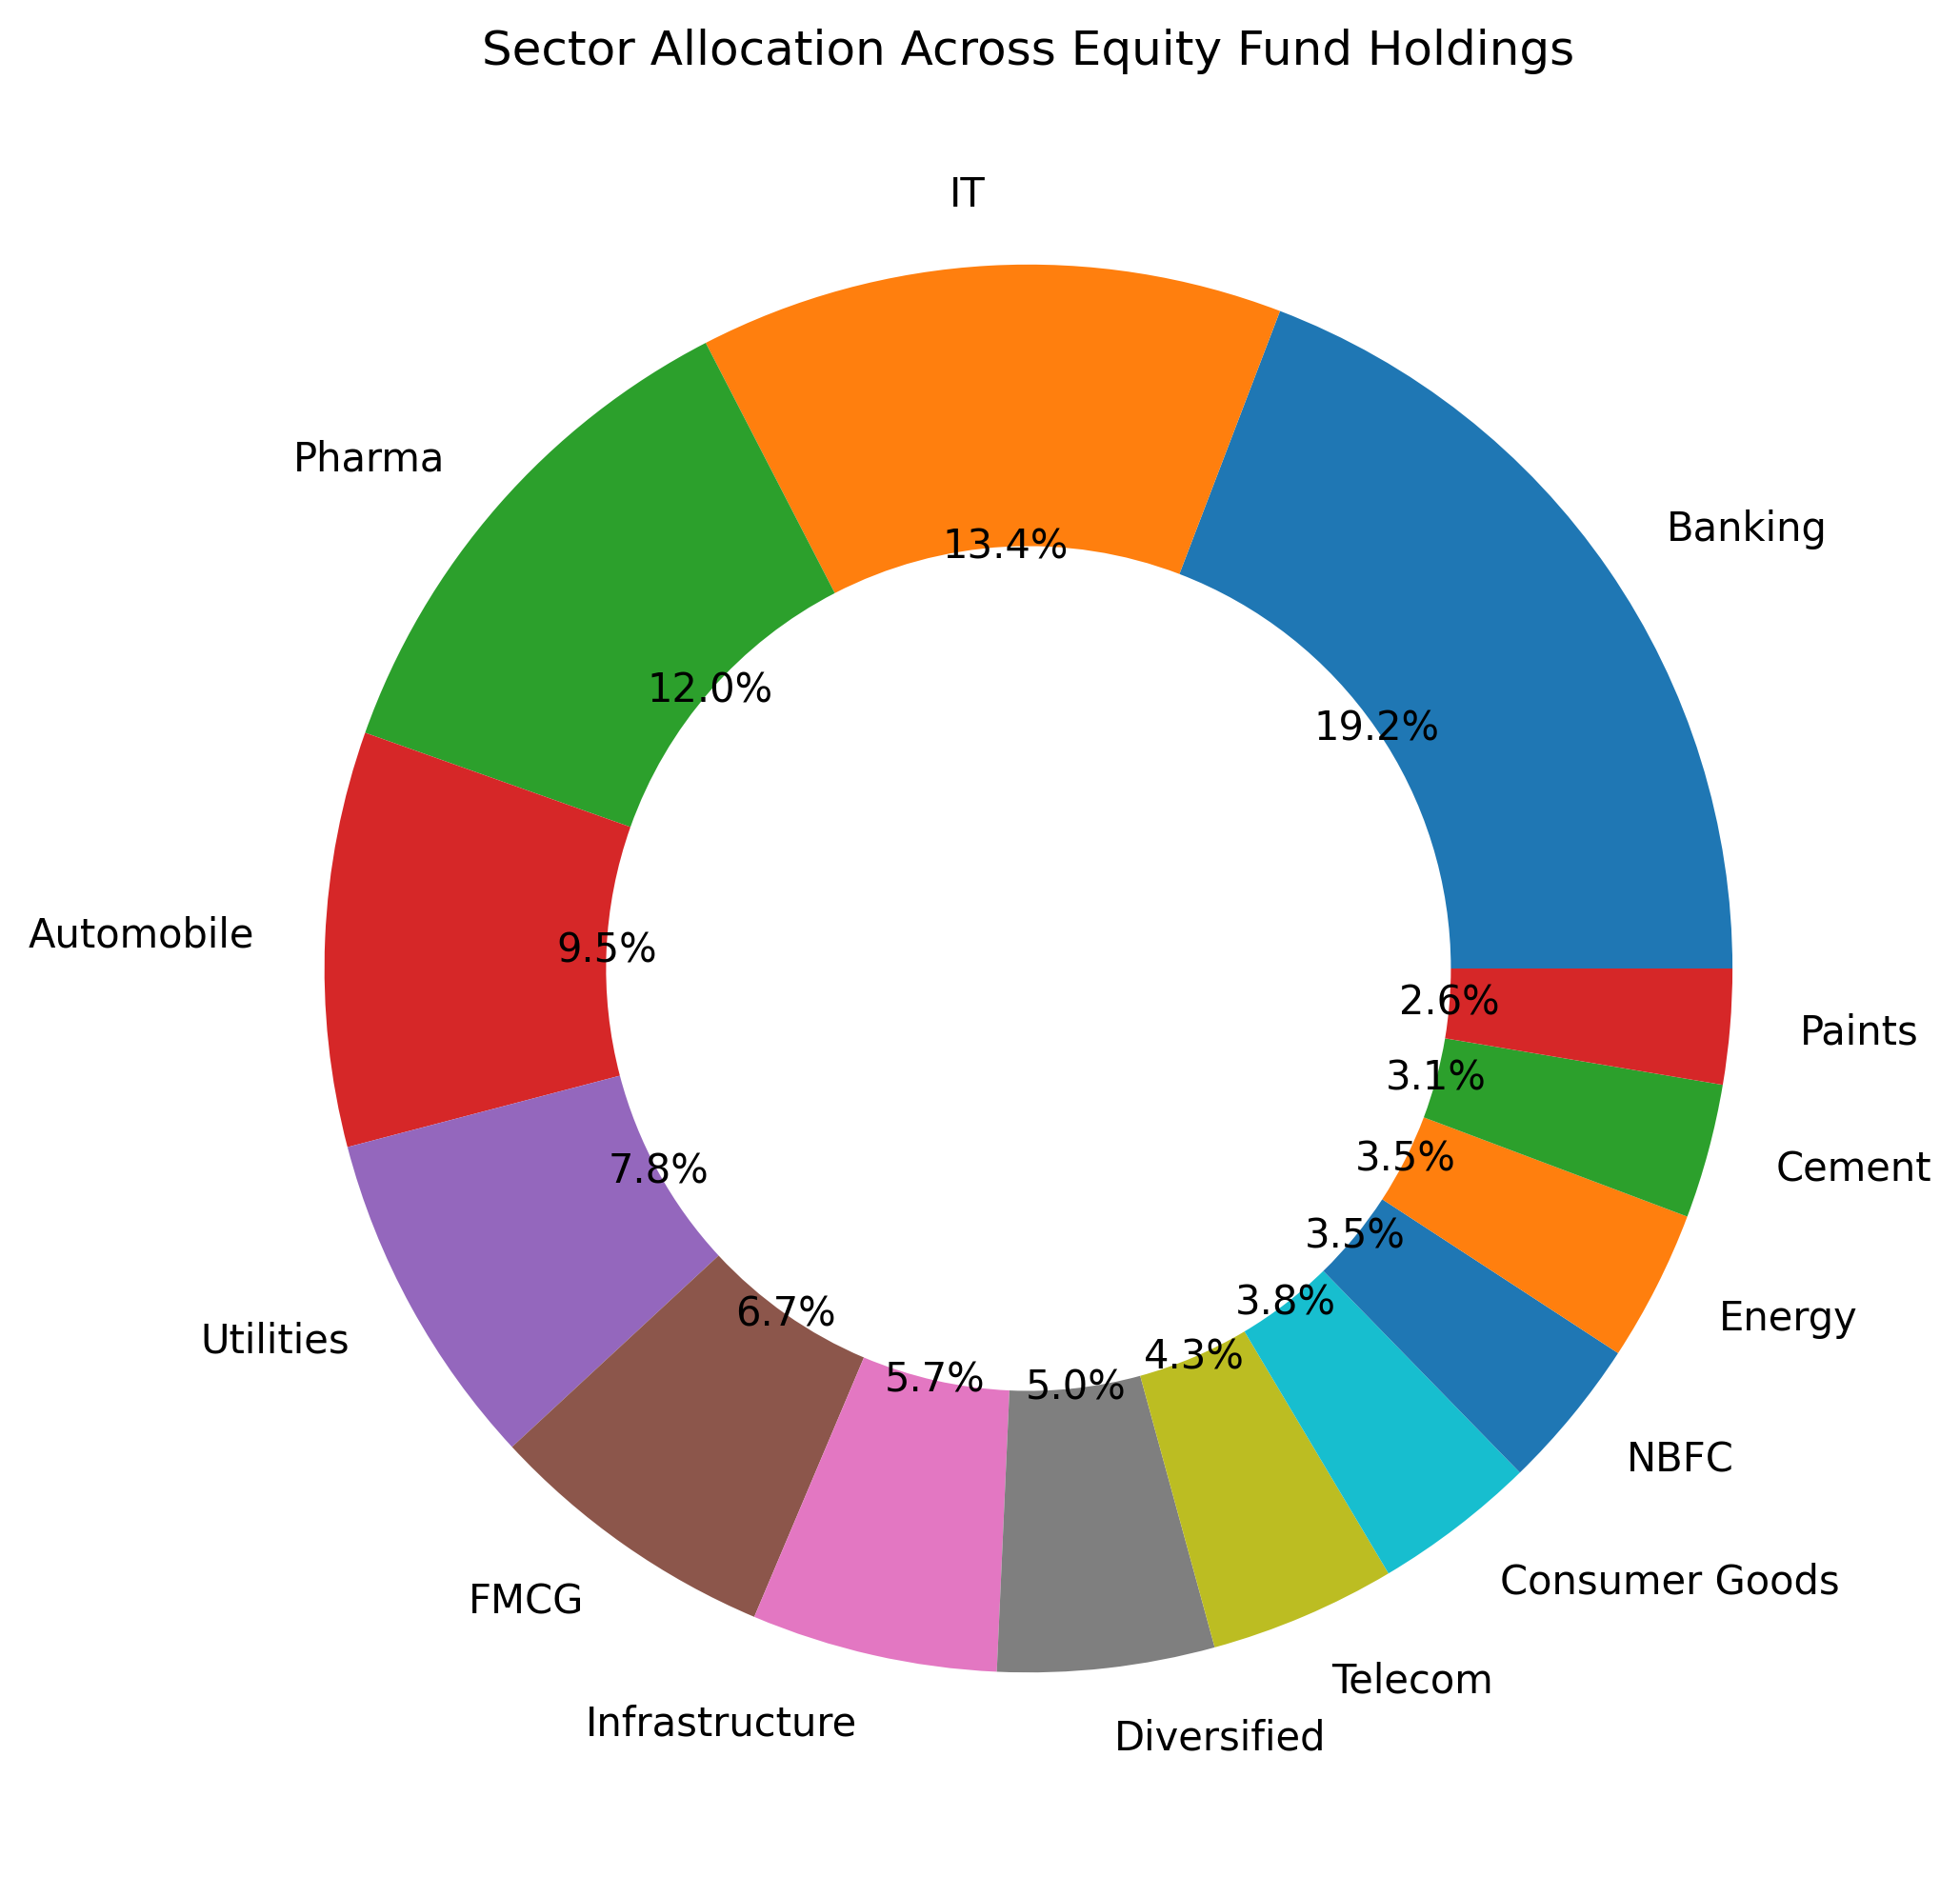 Sector Allocation Across Equity Fund Holdings
IT
Pharma
Banking
13.4%
12.0%
19.2%
Automobile
9.5%
2.6%
Paints
3.1%
Cement
7.8%
3.5%
Energy
3.5%
Utilities
6.7%
3.8%
4.3%
5.7%
5.0%
NBFC
Consumer Goods
FMCG
Telecom
Infrastructure
Diversified